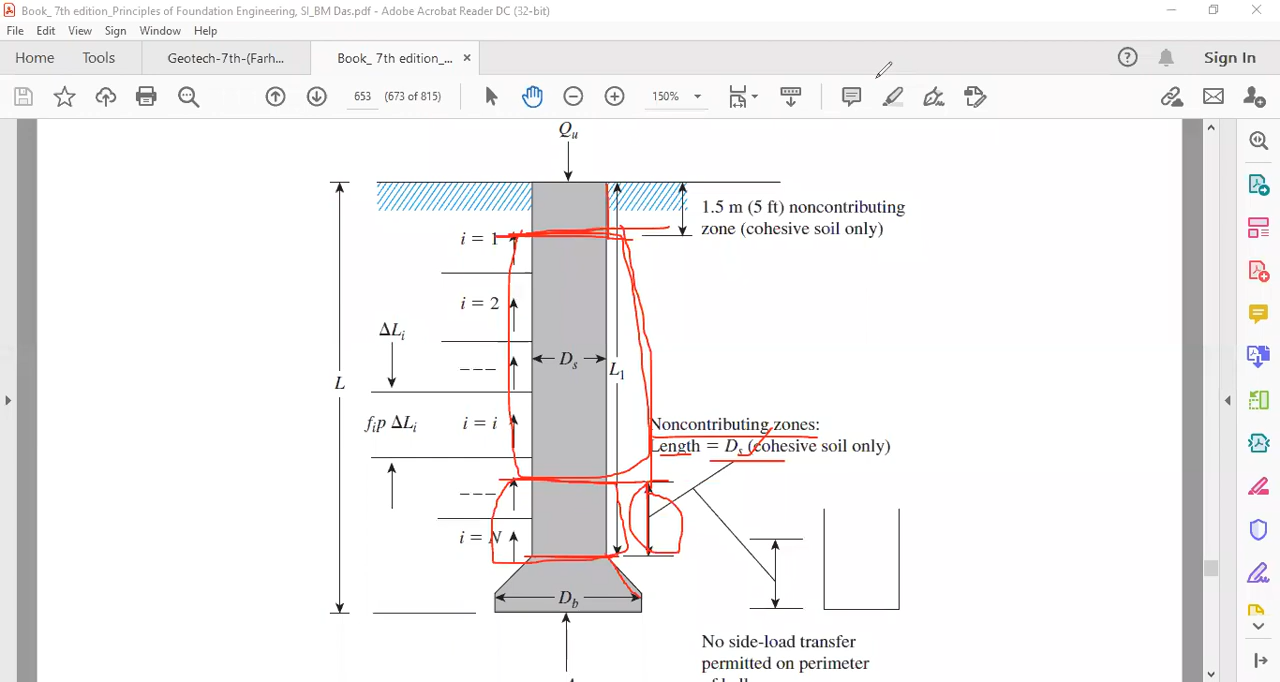 Book_ 7th edition_Principles of Foundation Engineering, SI_BM Das.pdf - Adobe Acrobat Reader DC (32-bit)
File Edit View Sign Window Help
Home Tools Geotech-7th-(Farh... Book_ 7th edition_... × Sign In
653 (673 of 815) 150%
Qu
1.5 m (5 ft) noncontributing
zone (cohesive soil only)
i = 1
i = 2
ΔLi
Ds
L1
L
---
Noncontributing zones:
fip ΔLi
i = i
Length = Ds (cohesive soil only)
---
i = N
Db
No side-load transfer
permitted on perimeter